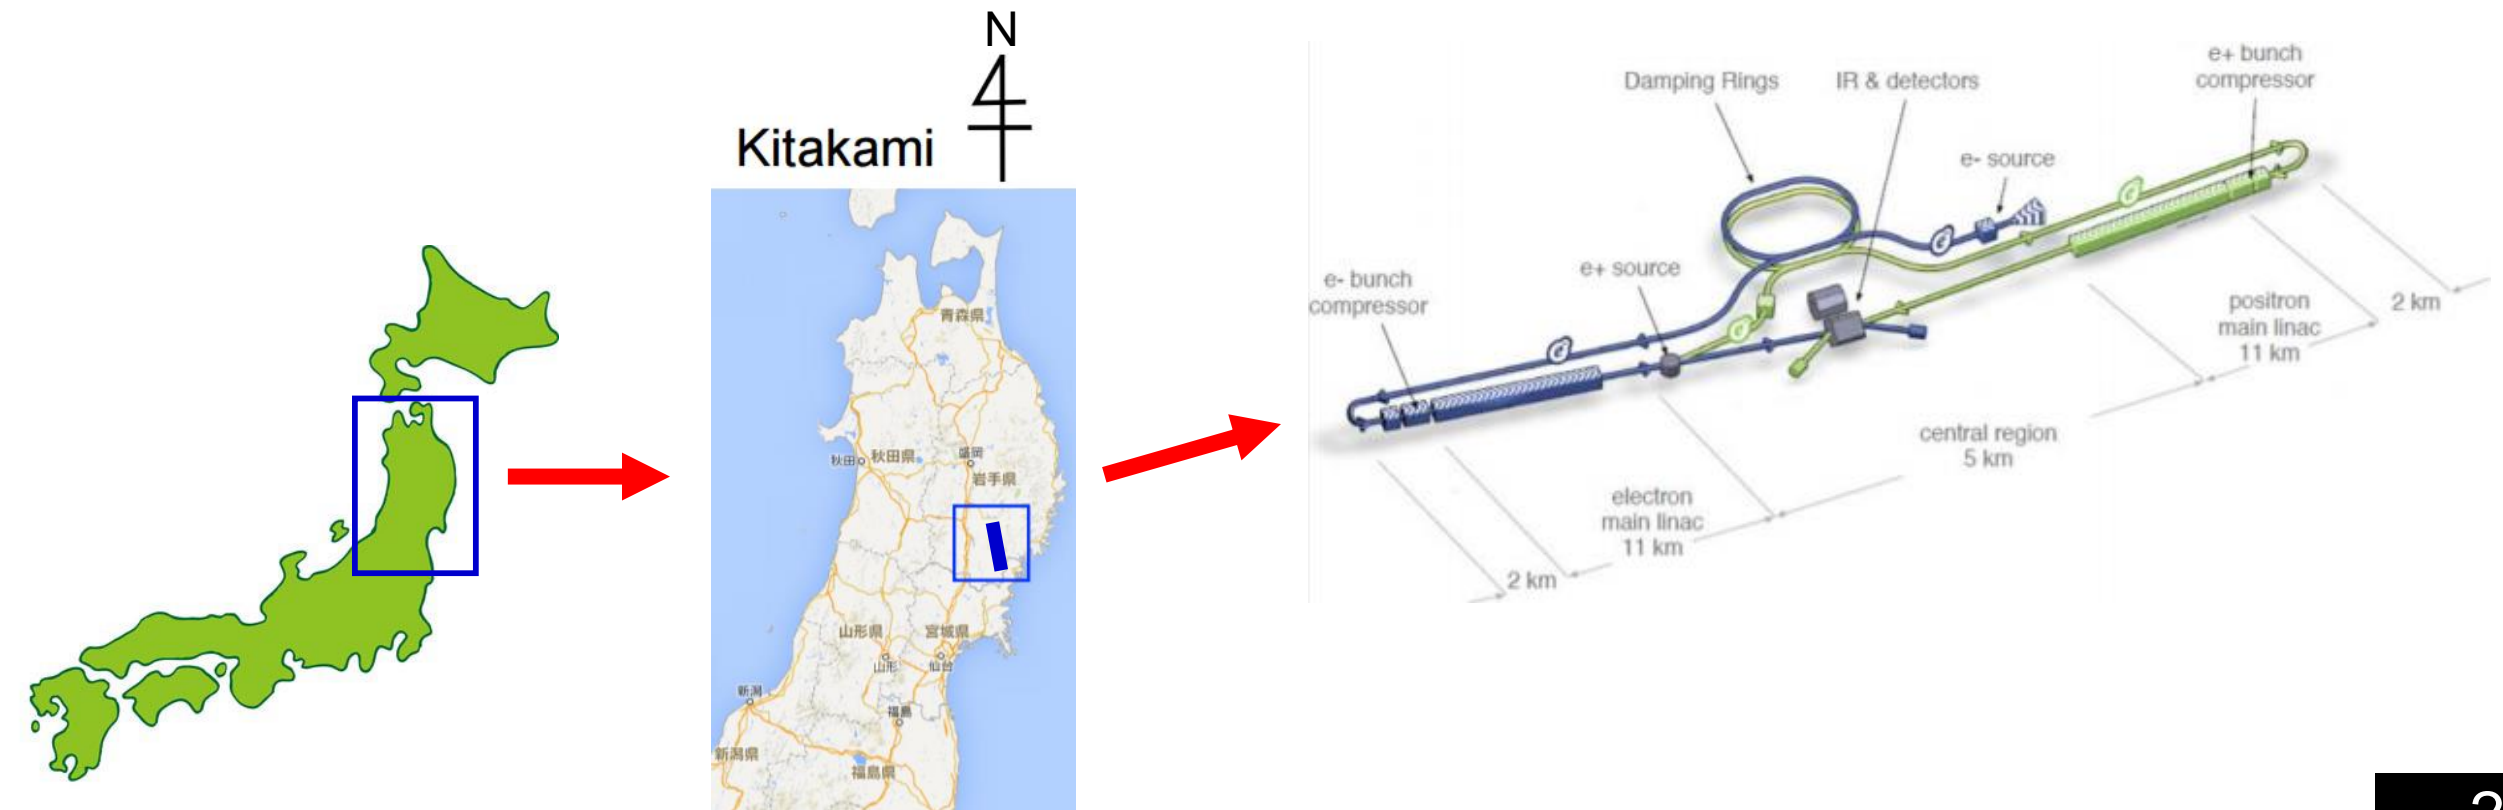 N
Kitakami
青森県
秋田
秋田県
盛岡
岩手県
山形県
宮城県
山形
仙台
新潟
福島
新潟県
福島県
Damping Rings
IR & detectors
e+ bunch
compressor
e- source
e+ source
e- bunch
compressor
positron
main linac
11 km
2 km
central region
5 km
electron
main linac
11 km
2 km